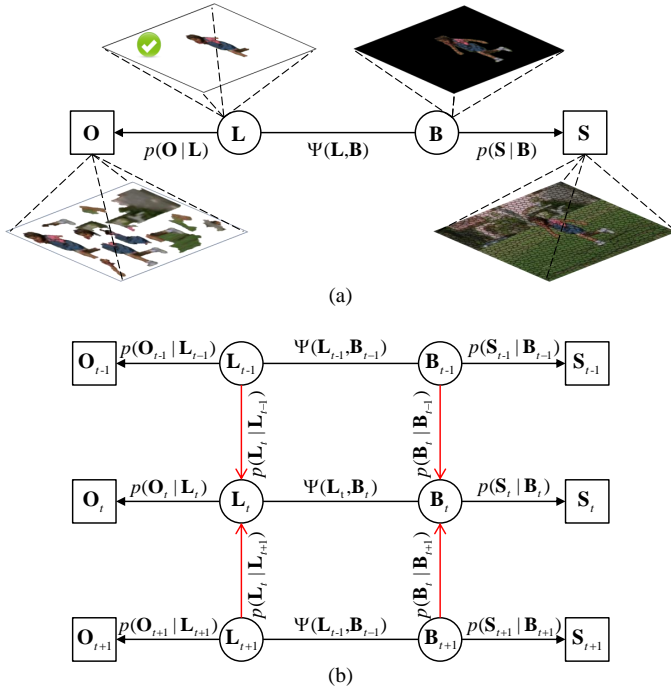 O L B S
p(O | L) Ψ(L,B) p(S | B)
(a)
p(O_{t-1} | L_{t-1}) Ψ(L_{t-1},B_{t-1}) p(S_{t-1} | B_{t-1})
O_{t-1} L_{t-1} B_{t-1} S_{t-1}
p(L_t | L_{t-1}) p(B_t | B_{t-1})
p(O_t | L_t) Ψ(L_t,B_t) p(S_t | B_t)
O_t L_t B_t S_t
p(L_t | L_{t+1}) p(B_t | B_{t+1})
p(O_{t+1} | L_{t+1}) Ψ(L_{t-1},B_{t-1}) p(S_{t+1} | B_{t+1})
O_{t+1} L_{t+1} B_{t+1} S_{t+1}
(b)